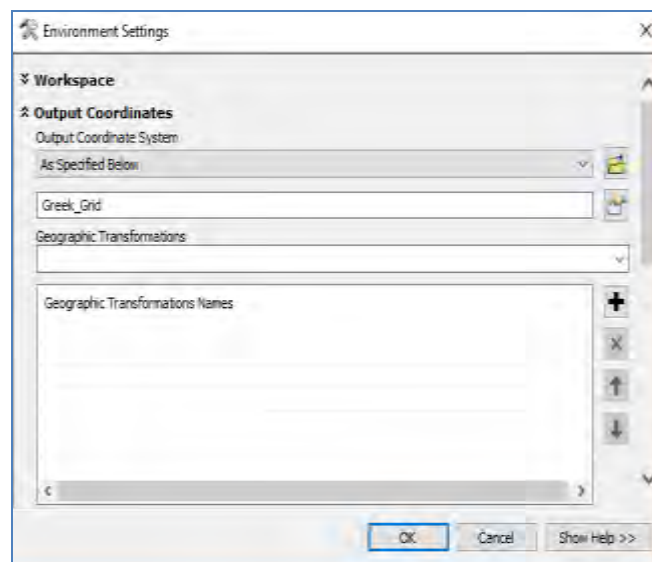 Environment Settings
Workspace
Output Coordinates
Output Coordinate System
As Specified Below
Greek_Grid
Geographic Transformations
Geographic Transformations Names
OK
Cancel
Show Help >>